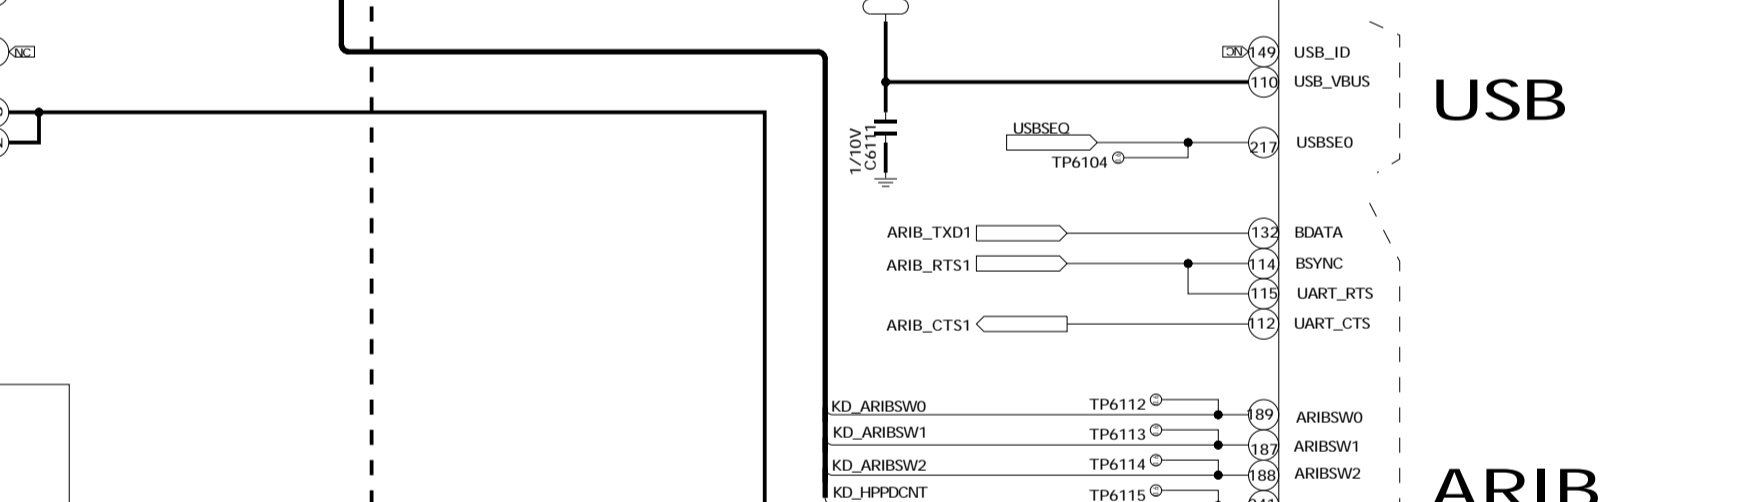 NC
NC 149 USB_ID
110 USB_VBUS
USB
1/10V
C6111
USBSEQ
217 USBSE0
TP6104
ARIB_TXD1 132 BDATA
ARIB_RTS1 114 BSYNC
115 UART_RTS
ARIB_CTS1 112 UART_CTS
KD_ARIBSW0 TP6112 189 ARIBSW0
KD_ARIBSW1 TP6113 187 ARIBSW1
KD_ARIBSW2 TP6114 188 ARIBSW2
ARIB
KD_HPPDCNT TP6115